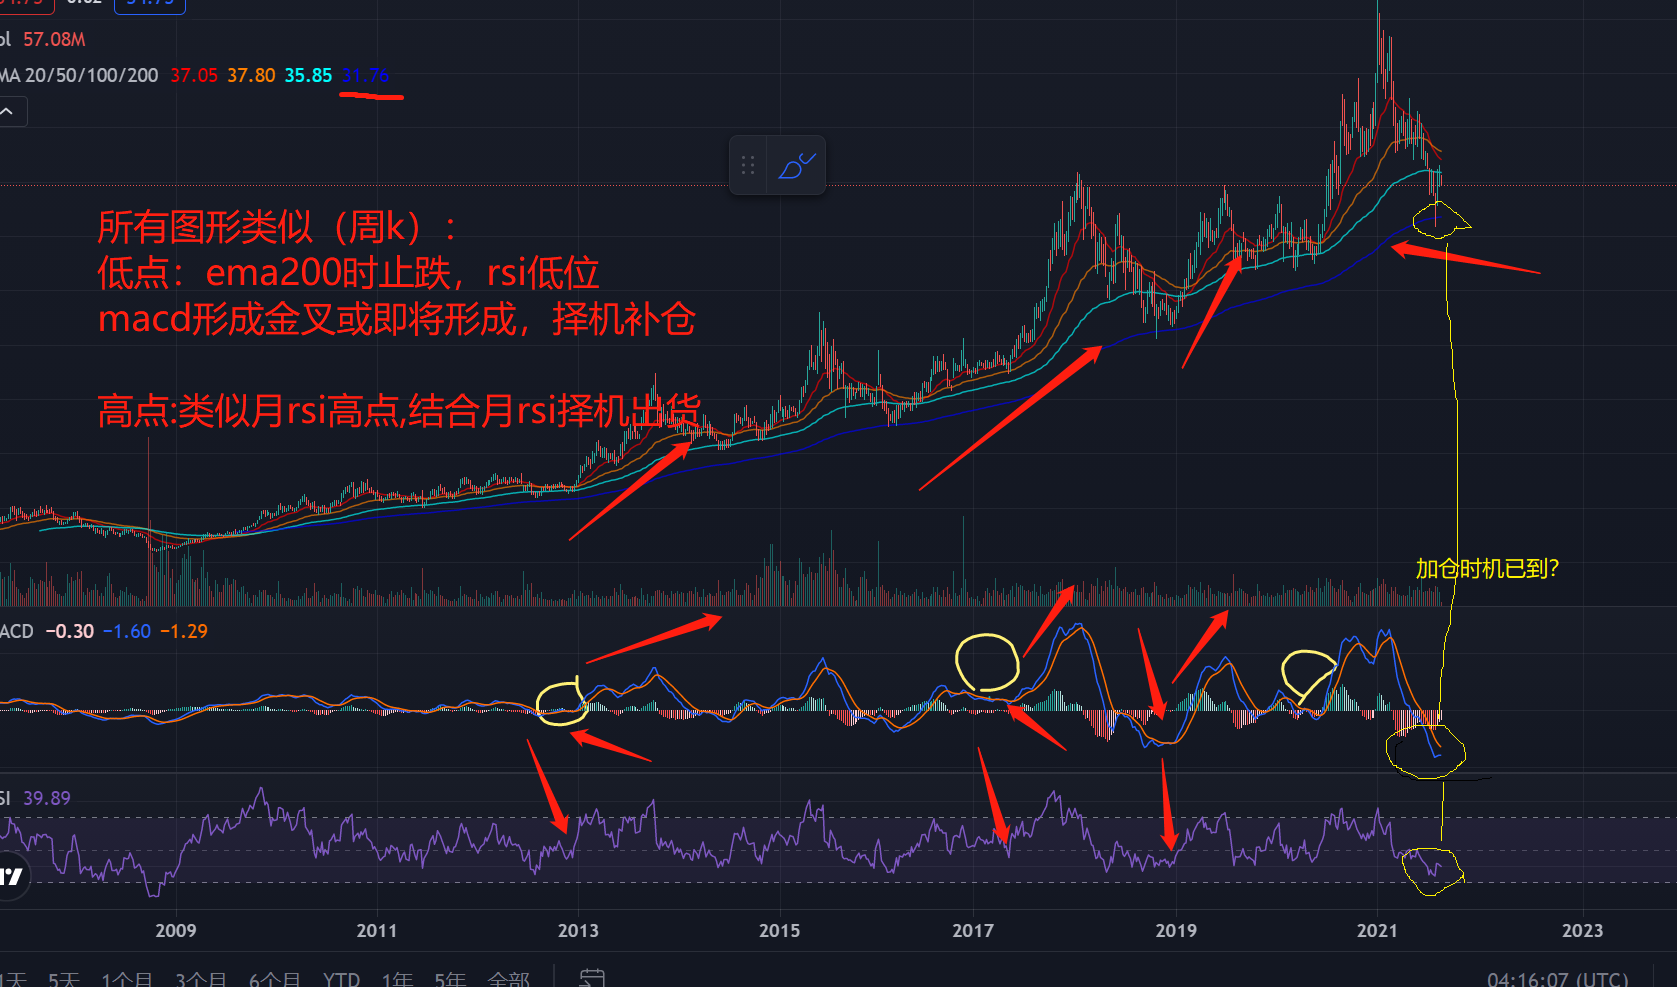 34.75 0.02 34.75
ol 57.08M
MA 20/50/100/200 37.05 37.80 35.85 31.76
所有图形类似（周k）：
低点：ema200时止跌，rsi低位
macd形成金叉或即将形成，择机补仓
高点:类似月rsi高点,结合月rsi择机出货
加仓时机已到?
ACD −0.30 −1.60 −1.29
SI 39.89
2009 2011 2013 2015 2017 2019 2021 2023
1天 5天 1个月 3个月 6个月 YTD 1年 5年 全部 04:16:07 (UTC)